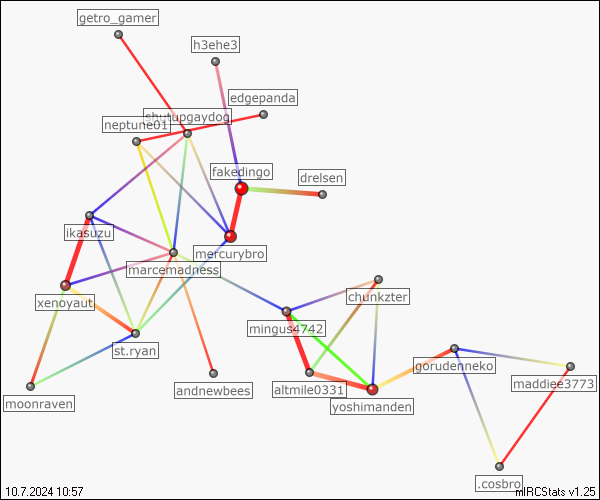 getro_gamer
h3ehe3
edgepanda
shutupgaydog
neptune01
fakedingo
drelsen
ikasuzu
mercurybro
marcemadness
xenoyaut
chunkzter
mingus4742
st.ryan
gorudenneko
maddiee3773
andnewbees
altmile0331
moonraven
yoshimanden
.cosbro
10.7.2024 10:57
mIRCStats v1.25